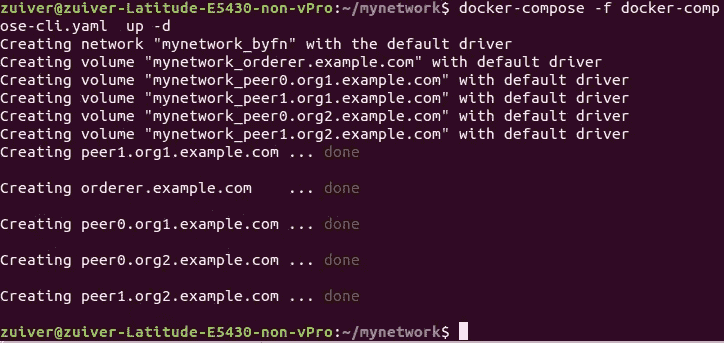 zuiver@zuiver-Latitude-E5430-non-vPro:~/mynetwork$ docker-compose -f docker-comp
ose-cli.yaml  up -d
Creating network "mynetwork_byfn" with the default driver
Creating volume "mynetwork_orderer.example.com" with default driver
Creating volume "mynetwork_peer0.org1.example.com" with default driver
Creating volume "mynetwork_peer1.org1.example.com" with default driver
Creating volume "mynetwork_peer0.org2.example.com" with default driver
Creating volume "mynetwork_peer1.org2.example.com" with default driver
Creating peer1.org1.example.com ... done
Creating orderer.example.com    ... done
Creating peer0.org1.example.com ... done
Creating peer0.org2.example.com ... done
Creating peer1.org2.example.com ... done
zuiver@zuiver-Latitude-E5430-non-vPro:~/mynetwork$